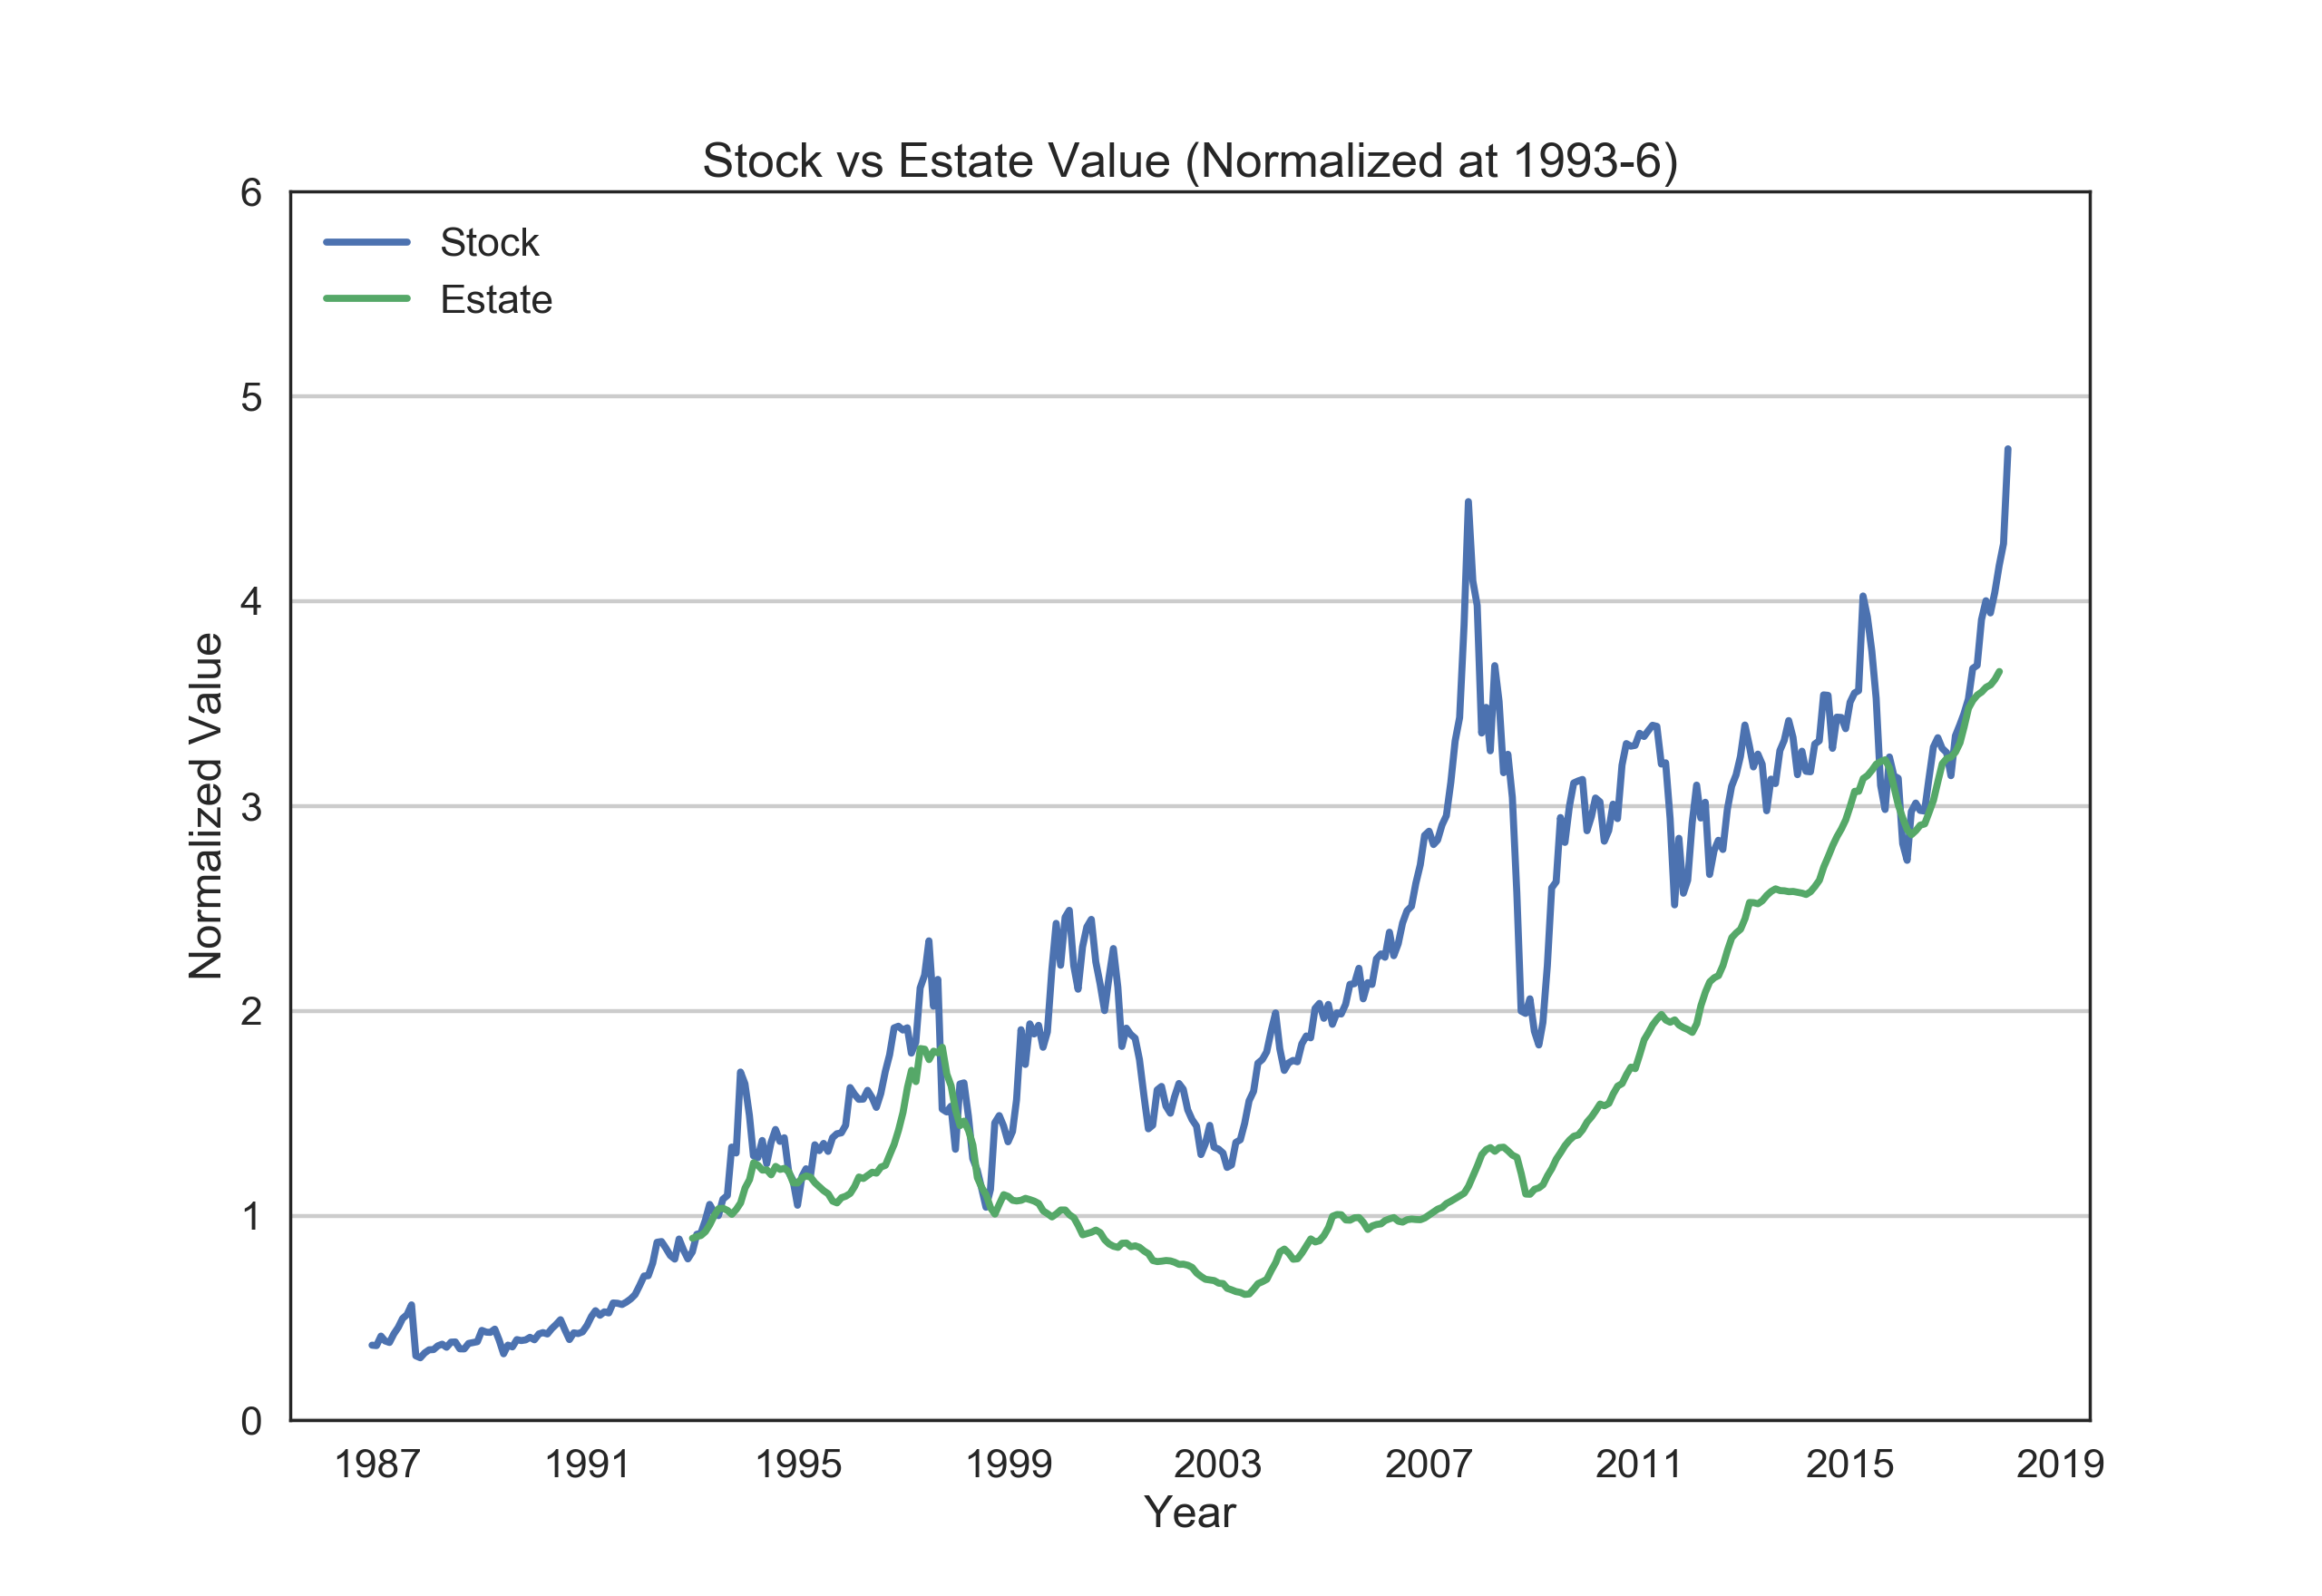 Stock vs Estate Value (Normalized at 1993-6)
6
Stock
Estate
5
4
3
2
1
0
Normalized Value
1987 1991 1995 1999 2003 2007 2011 2015 2019
Year